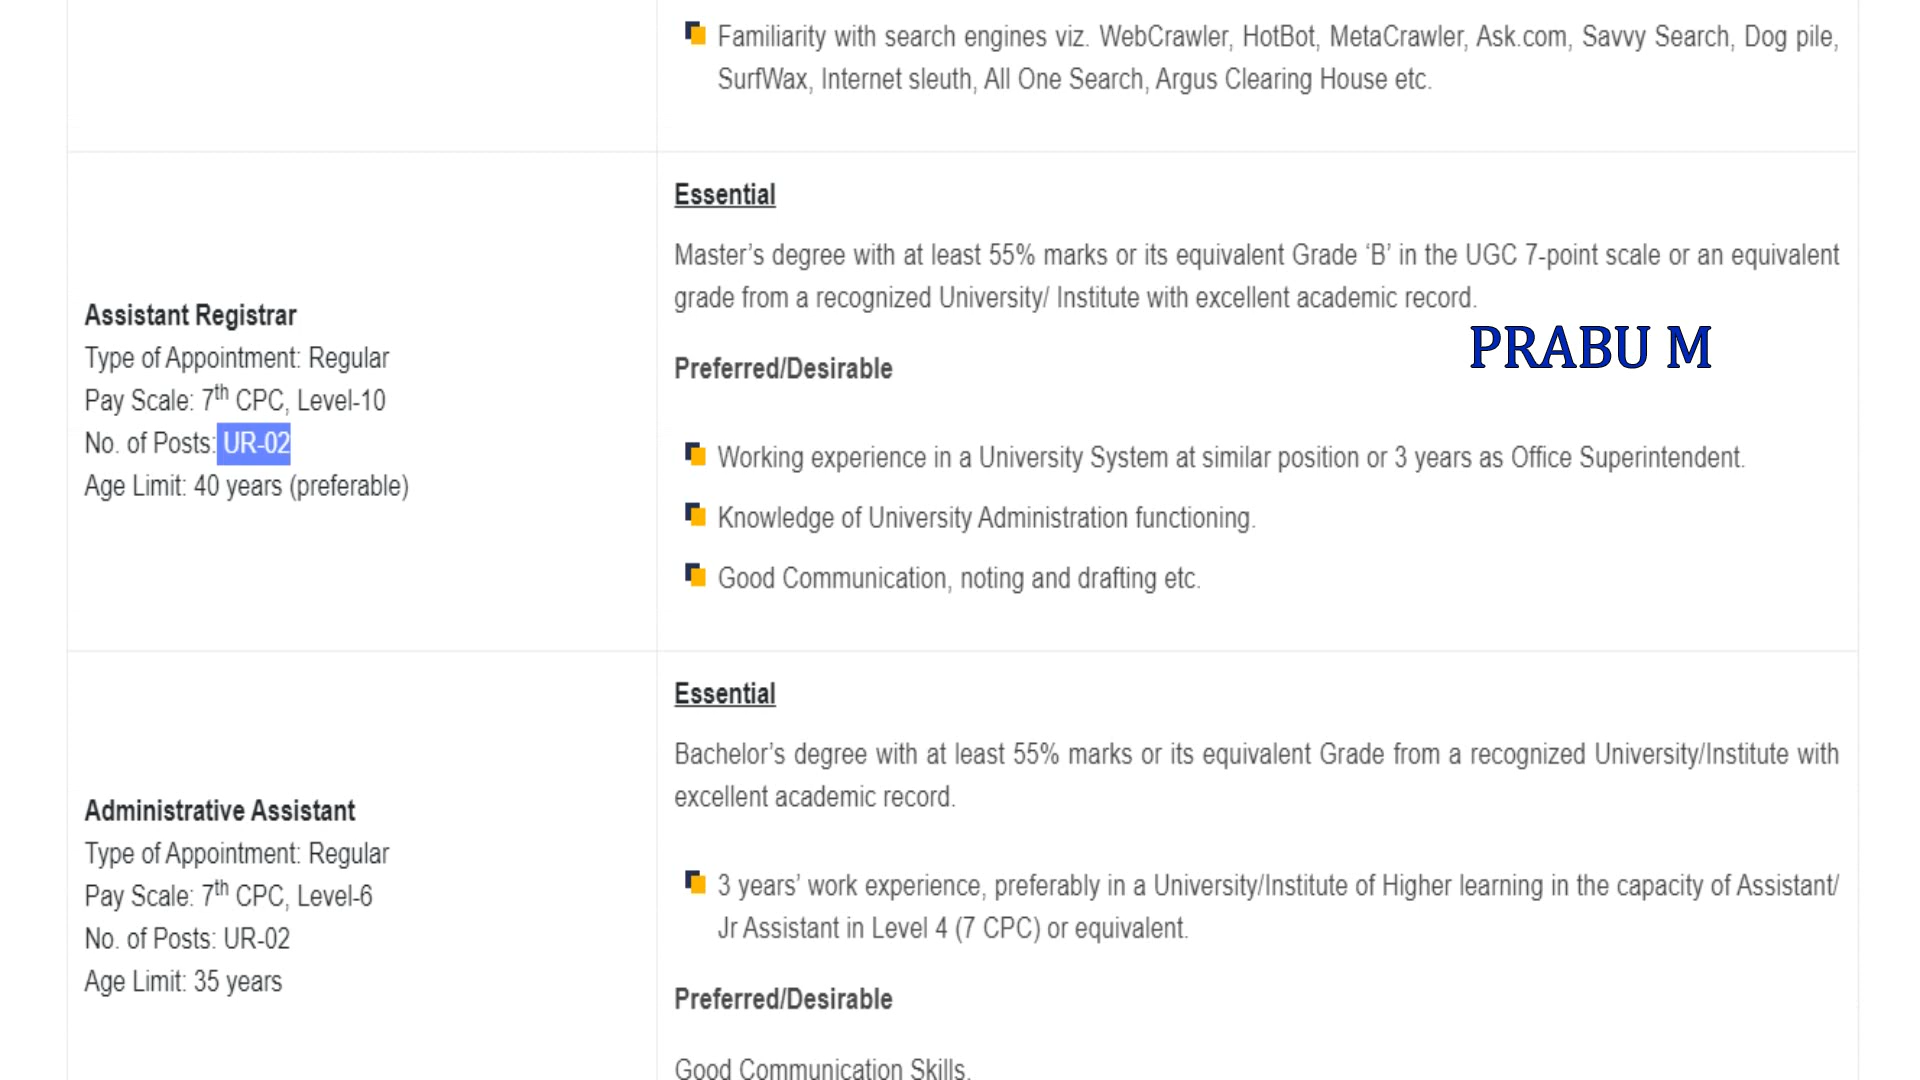 Familiarity with search engines viz. WebCrawler, HotBot, MetaCrawler, Ask.com, Savvy Search, Dog pile,
SurfWax, Internet sleuth, All One Search, Argus Clearing House etc.
Assistant Registrar
Type of Appointment: Regular
Pay Scale: 7th CPC, Level-10
No. of Posts: UR-02
Age Limit: 40 years (preferable)
Essential
Master’s degree with at least 55% marks or its equivalent Grade ‘B’ in the UGC 7-point scale or an equivalent
grade from a recognized University/ Institute with excellent academic record.
PRABU M
Preferred/Desirable
Working experience in a University System at similar position or 3 years as Office Superintendent.
Knowledge of University Administration functioning.
Good Communication, noting and drafting etc.
Administrative Assistant
Type of Appointment: Regular
Pay Scale: 7th CPC, Level-6
No. of Posts: UR-02
Age Limit: 35 years
Essential
Bachelor’s degree with at least 55% marks or its equivalent Grade from a recognized University/Institute with
excellent academic record.
3 years’ work experience, preferably in a University/Institute of Higher learning in the capacity of Assistant/
Jr Assistant in Level 4 (7 CPC) or equivalent.
Preferred/Desirable
Good Communication Skills.